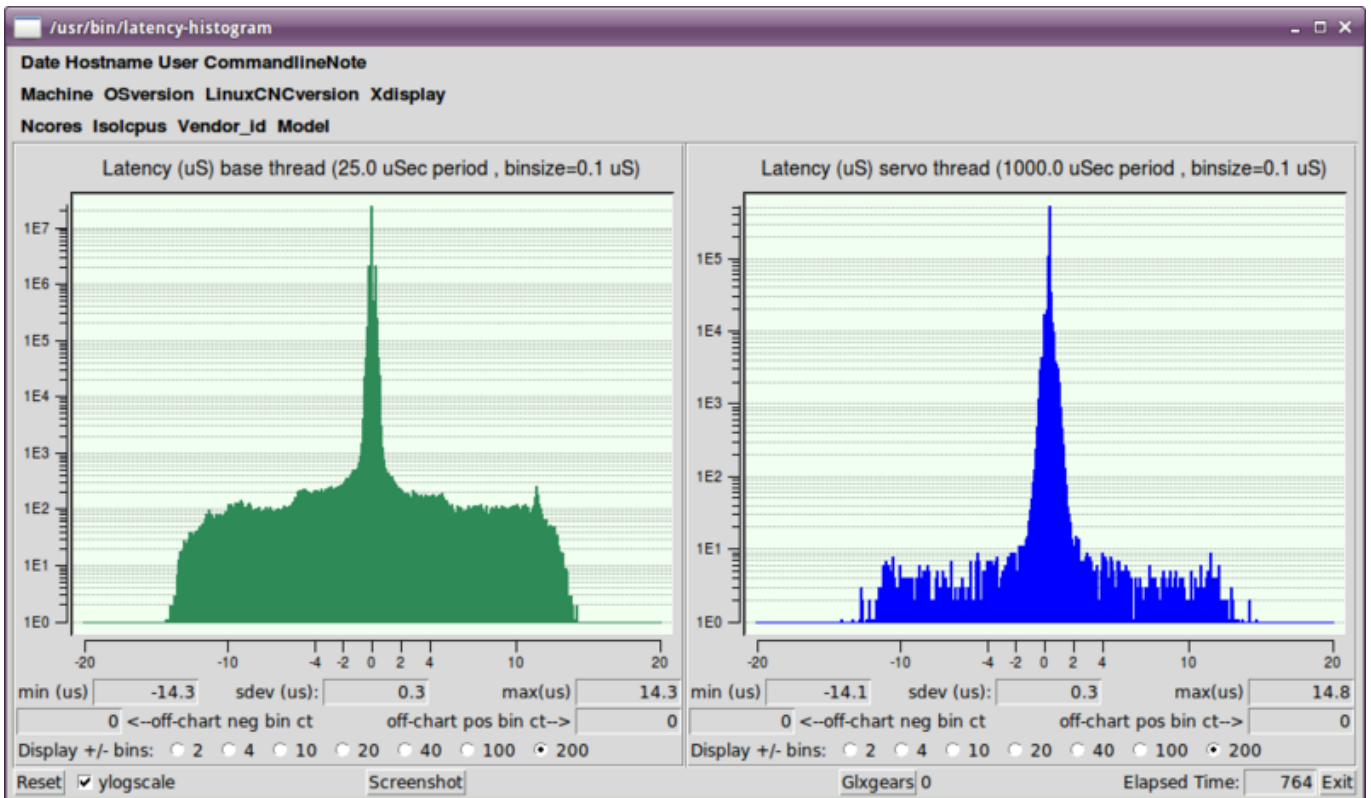 /usr/bin/latency-histogram
Date Hostname User CommandlineNote
Machine OSversion LinuxCNCversion Xdisplay
Ncores Isolcpus Vendor_id Model
Latency (uS) base thread (25.0 uSec period , binsize=0.1 uS)
1E7
1E6
1E5
1E4
1E3
1E2
1E1
1E0
-20 -10 -4 -2 0 2 4 10 20
min (us) -14.3 sdev (us): 0.3 max(us) 14.3
0 <--off-chart neg bin ct off-chart pos bin ct--> 0
Display +/- bins: 2 4 10 20 40 100 200
Latency (uS) servo thread (1000.0 uSec period , binsize=0.1 uS)
1E5
1E4
1E3
1E2
1E1
1E0
-20 -10 -4 -2 0 2 4 10 20
min (us) -14.1 sdev (us): 0.3 max(us) 14.8
0 <--off-chart neg bin ct off-chart pos bin ct--> 0
Display +/- bins: 2 4 10 20 40 100 200
Reset ylogscale Screenshot Glxgears 0 Elapsed Time: 764 Exit